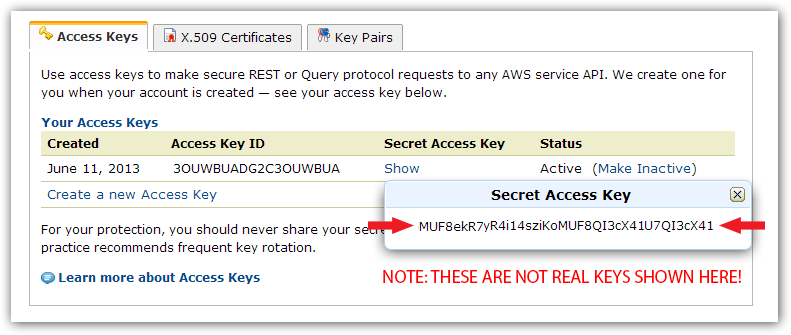 Access Keys
X.509 Certificates
Key Pairs
Use access keys to make secure REST or Query protocol requests to any AWS service API. We create one for
you when your account is created — see your access key below.
Your Access Keys
Created Access Key ID Secret Access Key Status
June 11, 2013 3OUWBUADG2C3OUWBUA Show Active (Make Inactive)
Create a new Access Key
Secret Access Key
MUF8ekR7yR4i14sziKoMUF8QI3cX41U7QI3cX41
For your protection, you should never share your secre
practice recommends frequent key rotation.
Learn more about Access Keys
NOTE: THESE ARE NOT REAL KEYS SHOWN HERE!